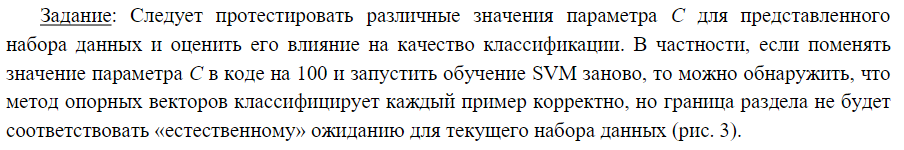 Задание: Следует протестировать различные значения параметра C для представленного
набора данных и оценить его влияние на качество классификации. В частности, если поменять
значение параметра C в коде на 100 и запустить обучение SVM заново, то можно обнаружить, что
метод опорных векторов классифицирует каждый пример корректно, но граница раздела не будет
соответствовать «естественному» ожиданию для текущего набора данных (рис. 3).